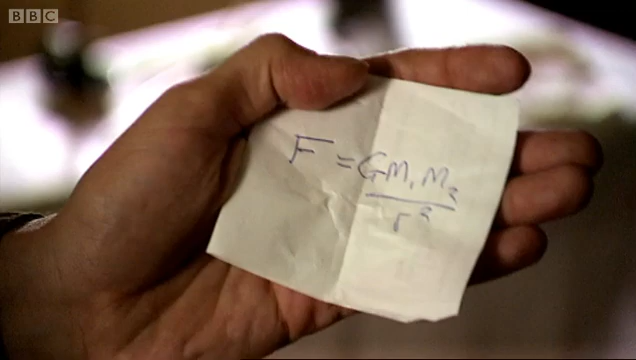 BBC
F = GM₁M₂
r²